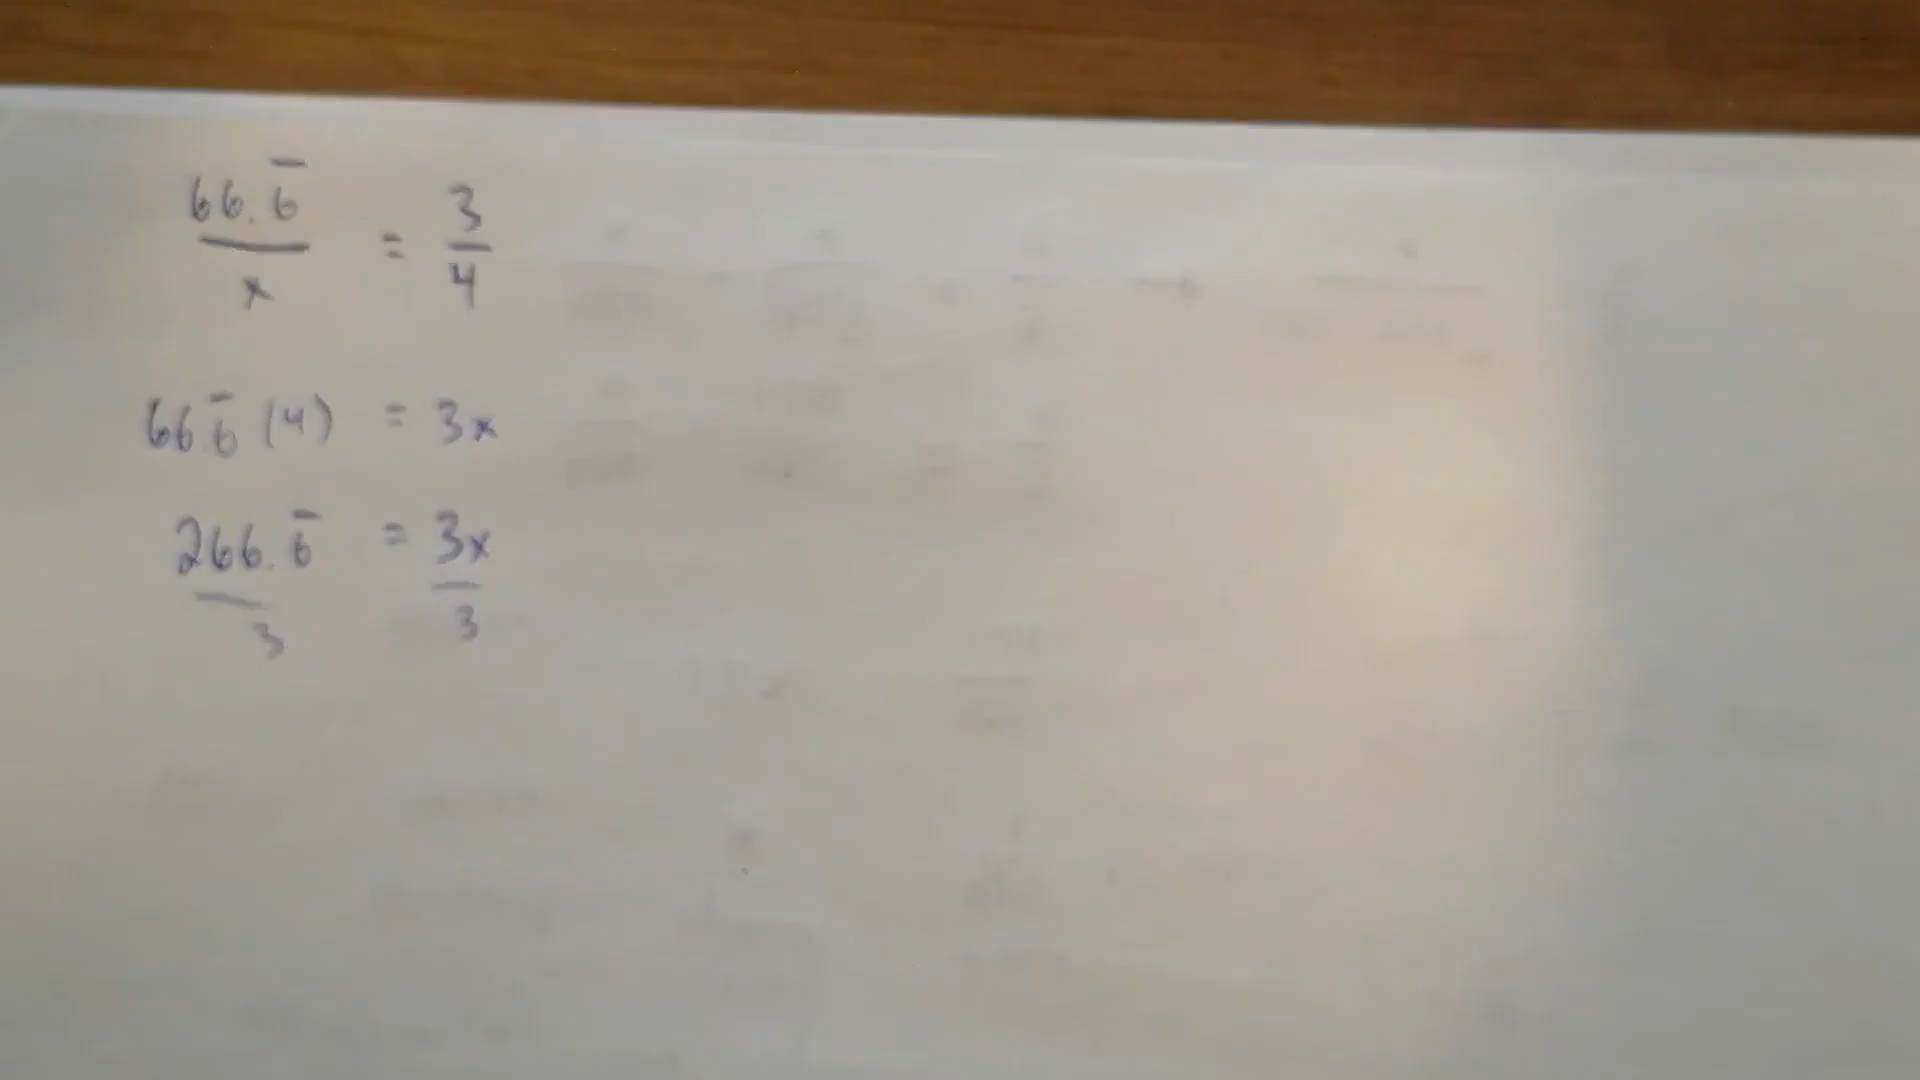 66.6̅/x = 3/4
66.6̅ (4) = 3x
266.6̅/3 = 3x/3